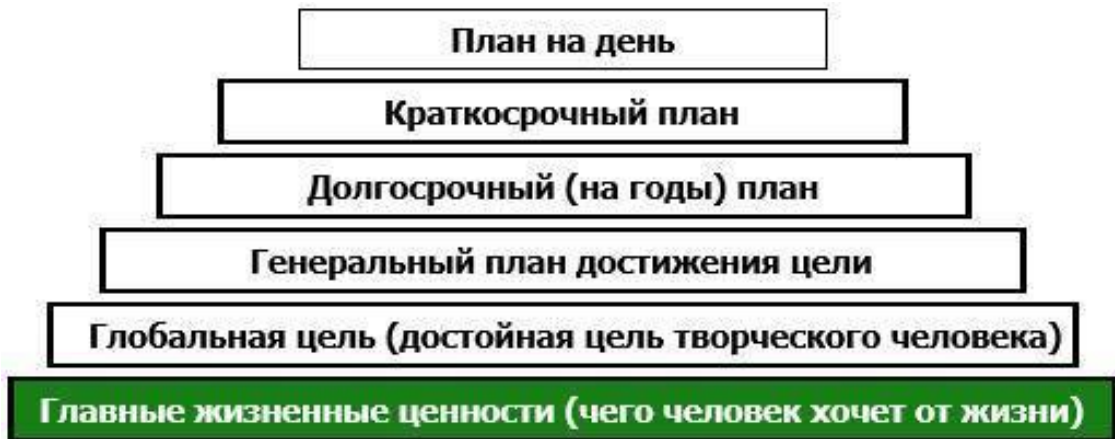 План на день
Краткосрочный план
Долгосрочный (на годы) план
Генеральный план достижения цели
Глобальная цель (достойная цель творческого человека)
Главные жизненные ценности (чего человек хочет от жизни)